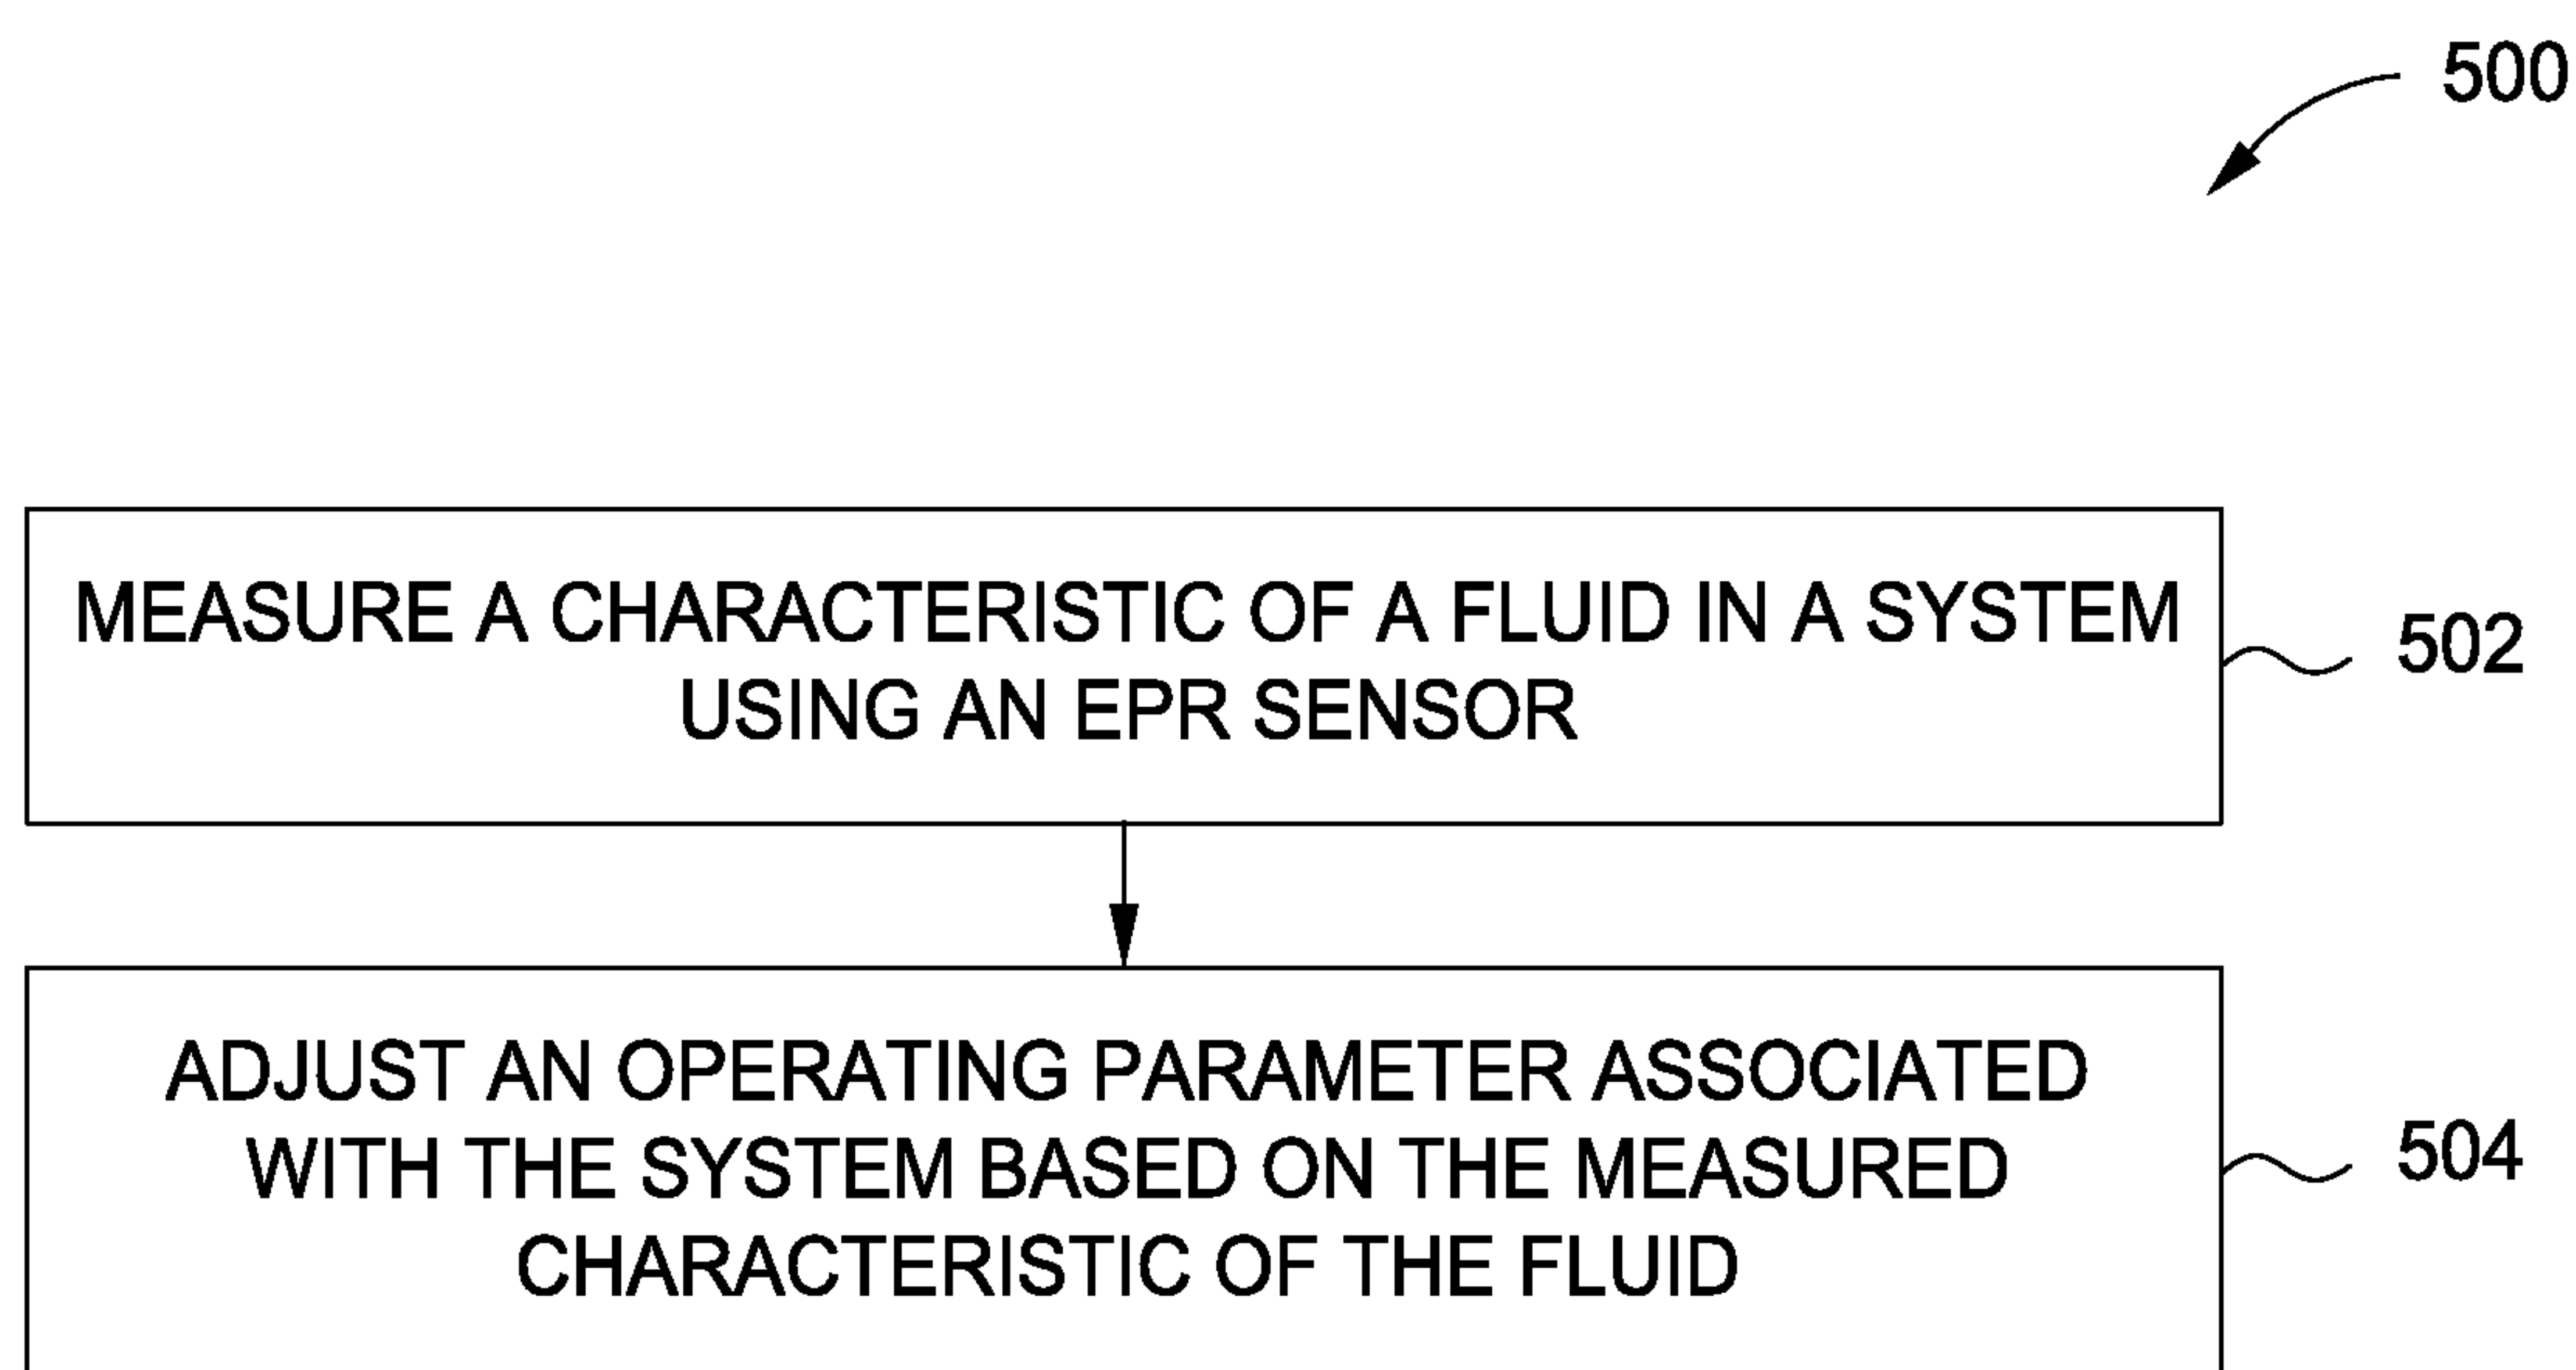 500
MEASURE A CHARACTERISTIC OF A FLUID IN A SYSTEM
USING AN EPR SENSOR
502
ADJUST AN OPERATING PARAMETER ASSOCIATED
WITH THE SYSTEM BASED ON THE MEASURED
CHARACTERISTIC OF THE FLUID
504